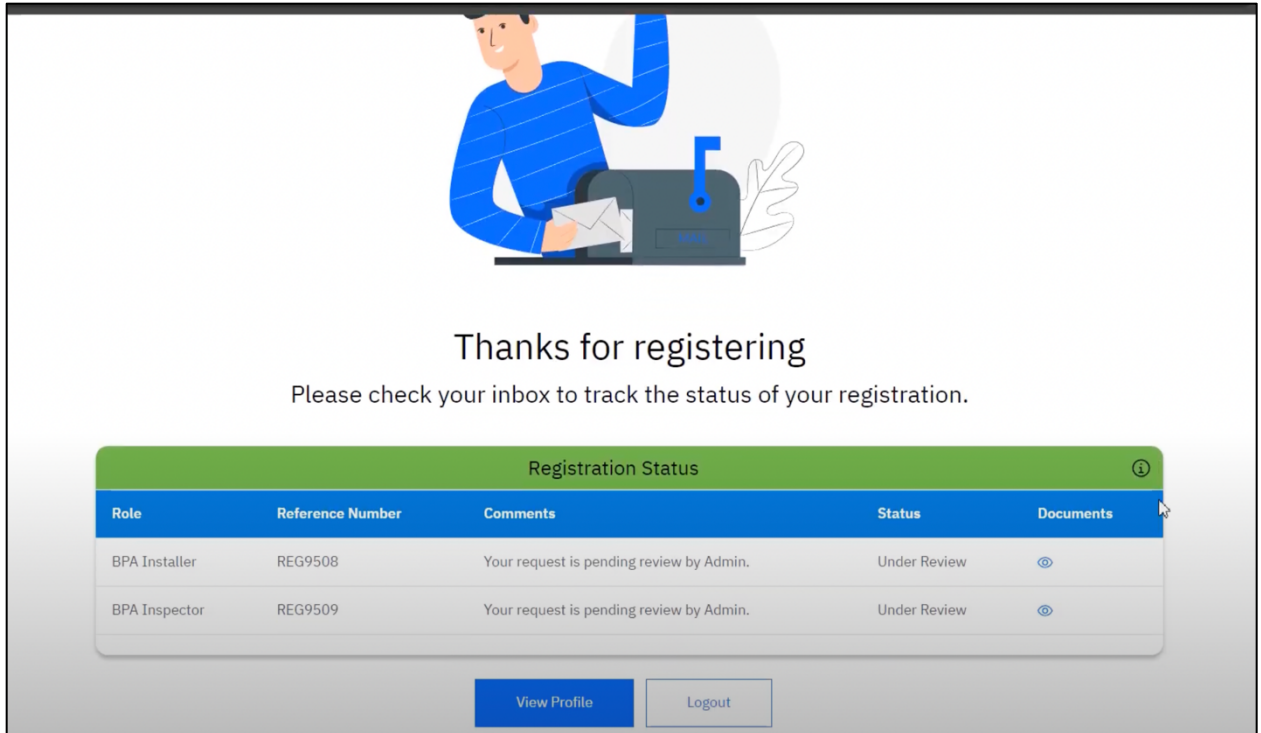 Thanks for registering
Please check your inbox to track the status of your registration.
Registration Status
Role Reference Number Comments Status Documents
BPA Installer REG9508 Your request is pending review by Admin. Under Review
BPA Inspector REG9509 Your request is pending review by Admin. Under Review
View Profile Logout